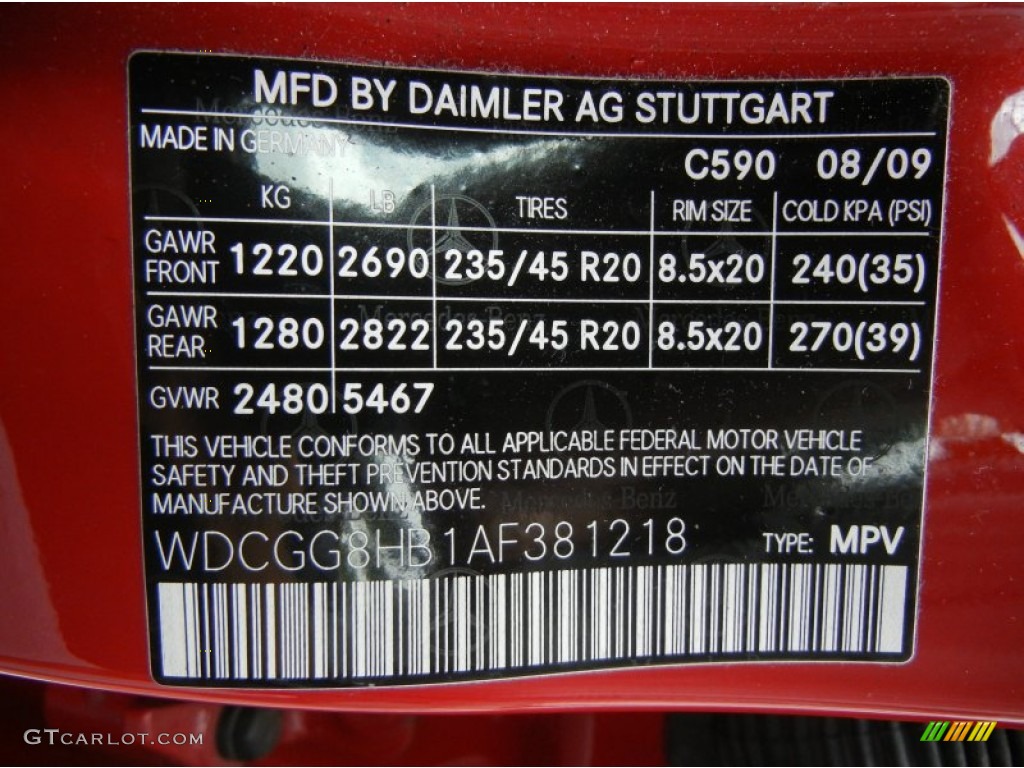 MFD BY DAIMLER AG STUTTGART
MADE IN GERMANY
C590 08/09
KG LB TIRES RIM SIZE COLD KPA (PSI)
GAWR FRONT 1220 2690 235/45 R20 8.5x20 240(35)
GAWR REAR 1280 2822 235/45 R20 8.5x20 270(39)
GVWR 2480 5467
THIS VEHICLE CONFORMS TO ALL APPLICABLE FEDERAL MOTOR VEHICLE
SAFETY AND THEFT PREVENTION STANDARDS IN EFFECT ON THE DATE OF
MANUFACTURE SHOWN ABOVE.
WDCGG8HB1AF381218 TYPE: MPV
GTCARLOT.COM